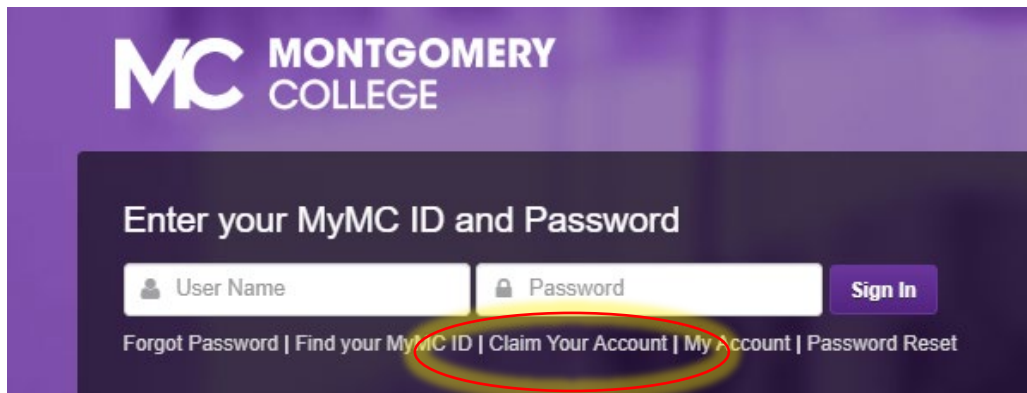 MC MONTGOMERY
COLLEGE
Enter your MyMC ID and Password
User Name Password Sign In
Forgot Password | Find your MyMC ID | Claim Your Account | My Account | Password Reset